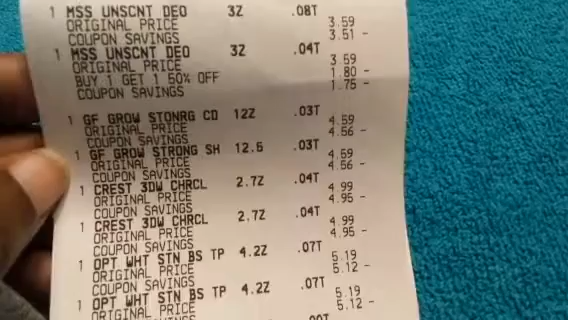 1 MSS UNSCNT DEO 3Z .08T
ORIGINAL PRICE 3.59
COUPON SAVINGS 3.51 -
1 MSS UNSCNT DEO 3Z .04T
ORIGINAL PRICE 3.59
BUY 1 GET 1 50% OFF 1.80 -
COUPON SAVINGS 1.75 -
1 GF GROW STONRG CD 12Z .03T
ORIGINAL PRICE 4.59
COUPON SAVINGS 4.56 -
1 GF GROW STRONG SH 12.6 .03T
ORIGINAL PRICE 4.59
COUPON SAVINGS 4.56 -
1 CREST 3DW CHRCL 2.7Z .04T
ORIGINAL PRICE 4.99
COUPON SAVINGS 4.95 -
1 CREST 3DW CHRCL 2.7Z .04T
ORIGINAL PRICE 4.99
COUPON SAVINGS 4.95 -
1 OPT WHT STN BS TP 4.2Z .07T
ORIGINAL PRICE 5.19
COUPON SAVINGS 5.12 -
1 OPT WHT STN BS TP 4.2Z .07T
ORIGINAL PRICE 5.19
5.12 -